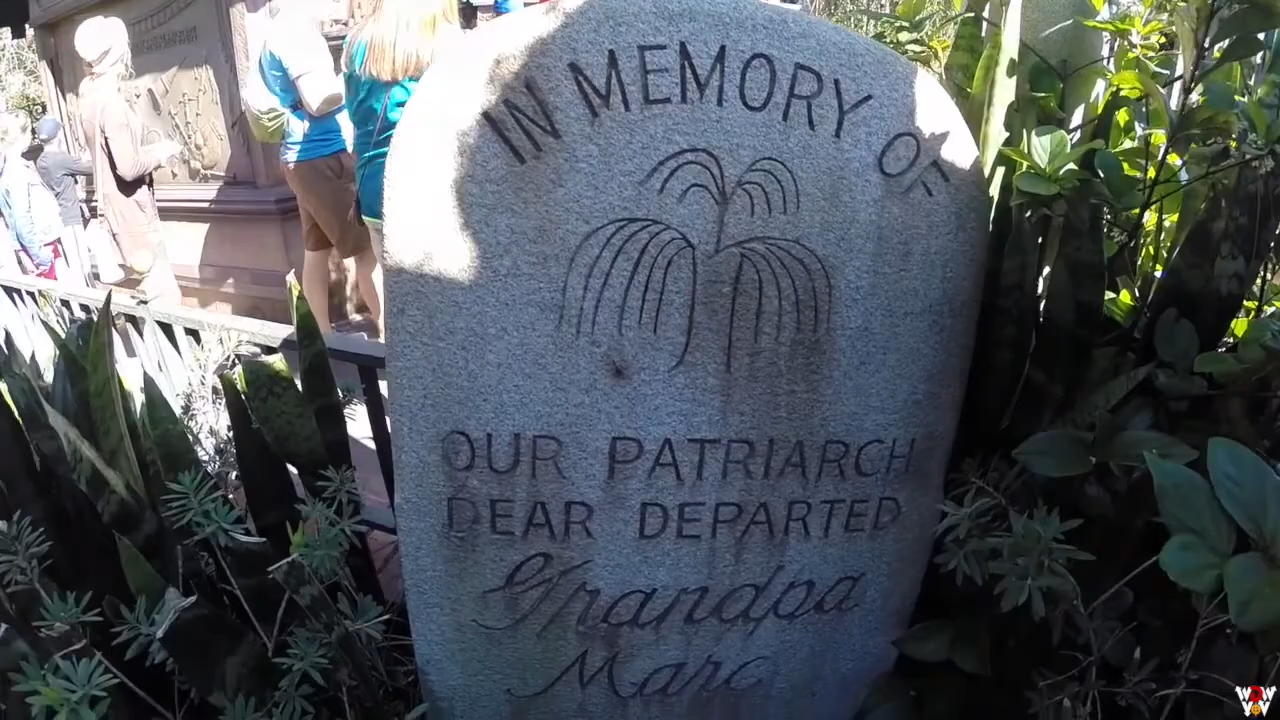 IN MEMORY OF
OUR PATRIARCH
DEAR DEPARTED
Grandpa
Marc